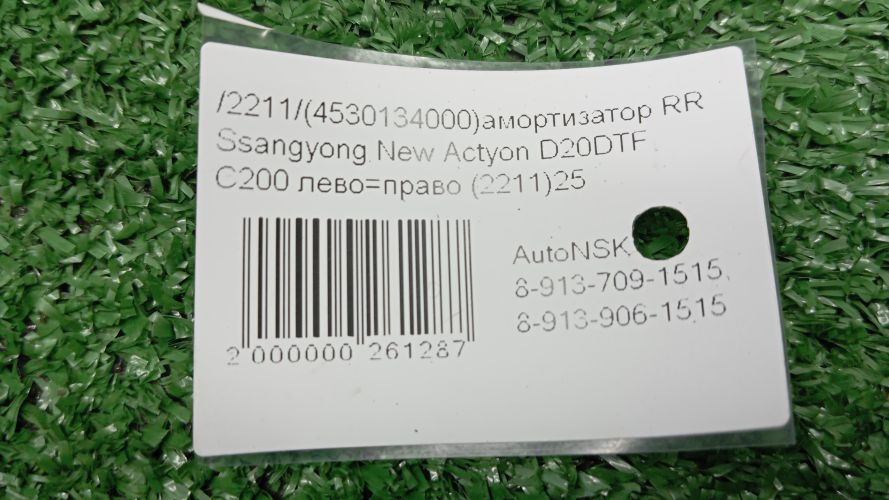 /2211/(4530134000)амортизатор RR
Ssangyong New Actyon D20DTF
C200 лево=право (2211)25
AutoNSK
8-913-709-1515,
8-913-906-1515
2 000000 261287